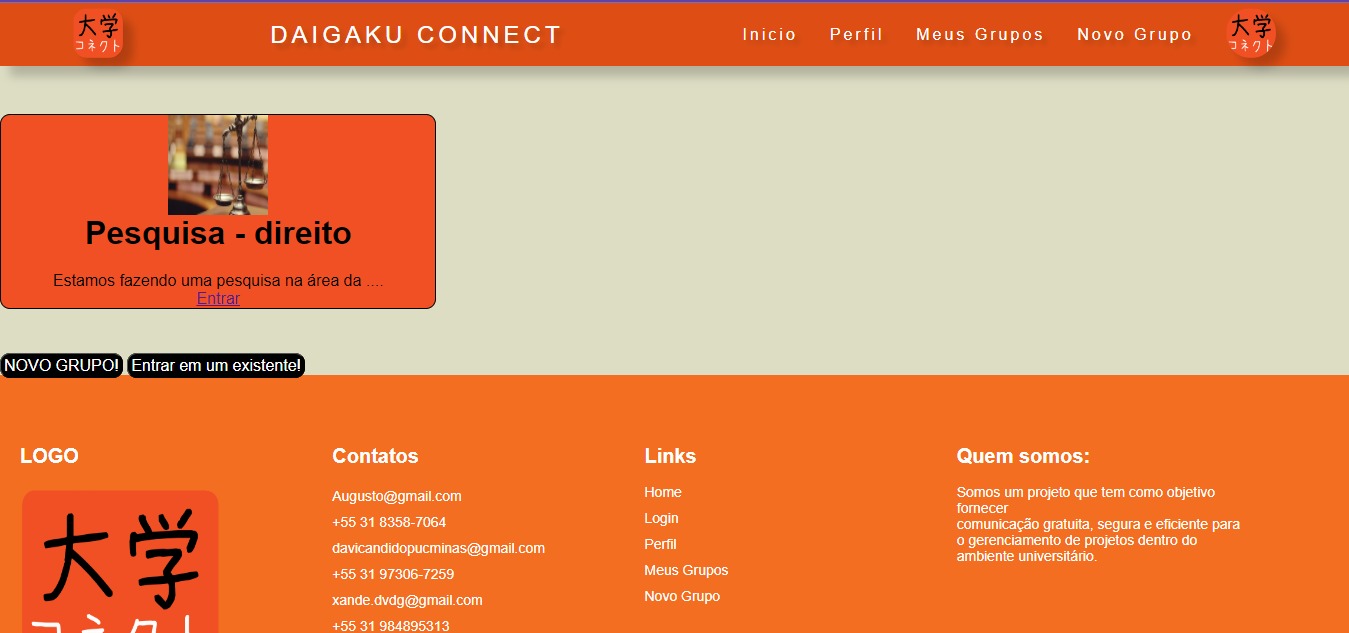 大学
コネクト
DAIGAKU CONNECT
Inicio
Perfil
Meus Grupos
Novo Grupo
大学
コネクト
Pesquisa - direito
Estamos fazendo uma pesquisa na área da ....
Entrar
NOVO GRUPO!
Entrar em um existente!
LOGO
大学
コネクト
Contatos
Augusto@gmail.com
+55 31 8358-7064
davicandidopucminas@gmail.com
+55 31 97306-7259
xande.dvdg@gmail.com
+55 31 984895313
Links
Home
Login
Perfil
Meus Grupos
Novo Grupo
Quem somos:
Somos um projeto que tem como objetivo
fornecer
comunicação gratuita, segura e eficiente para
o gerenciamento de projetos dentro do
ambiente universitário.